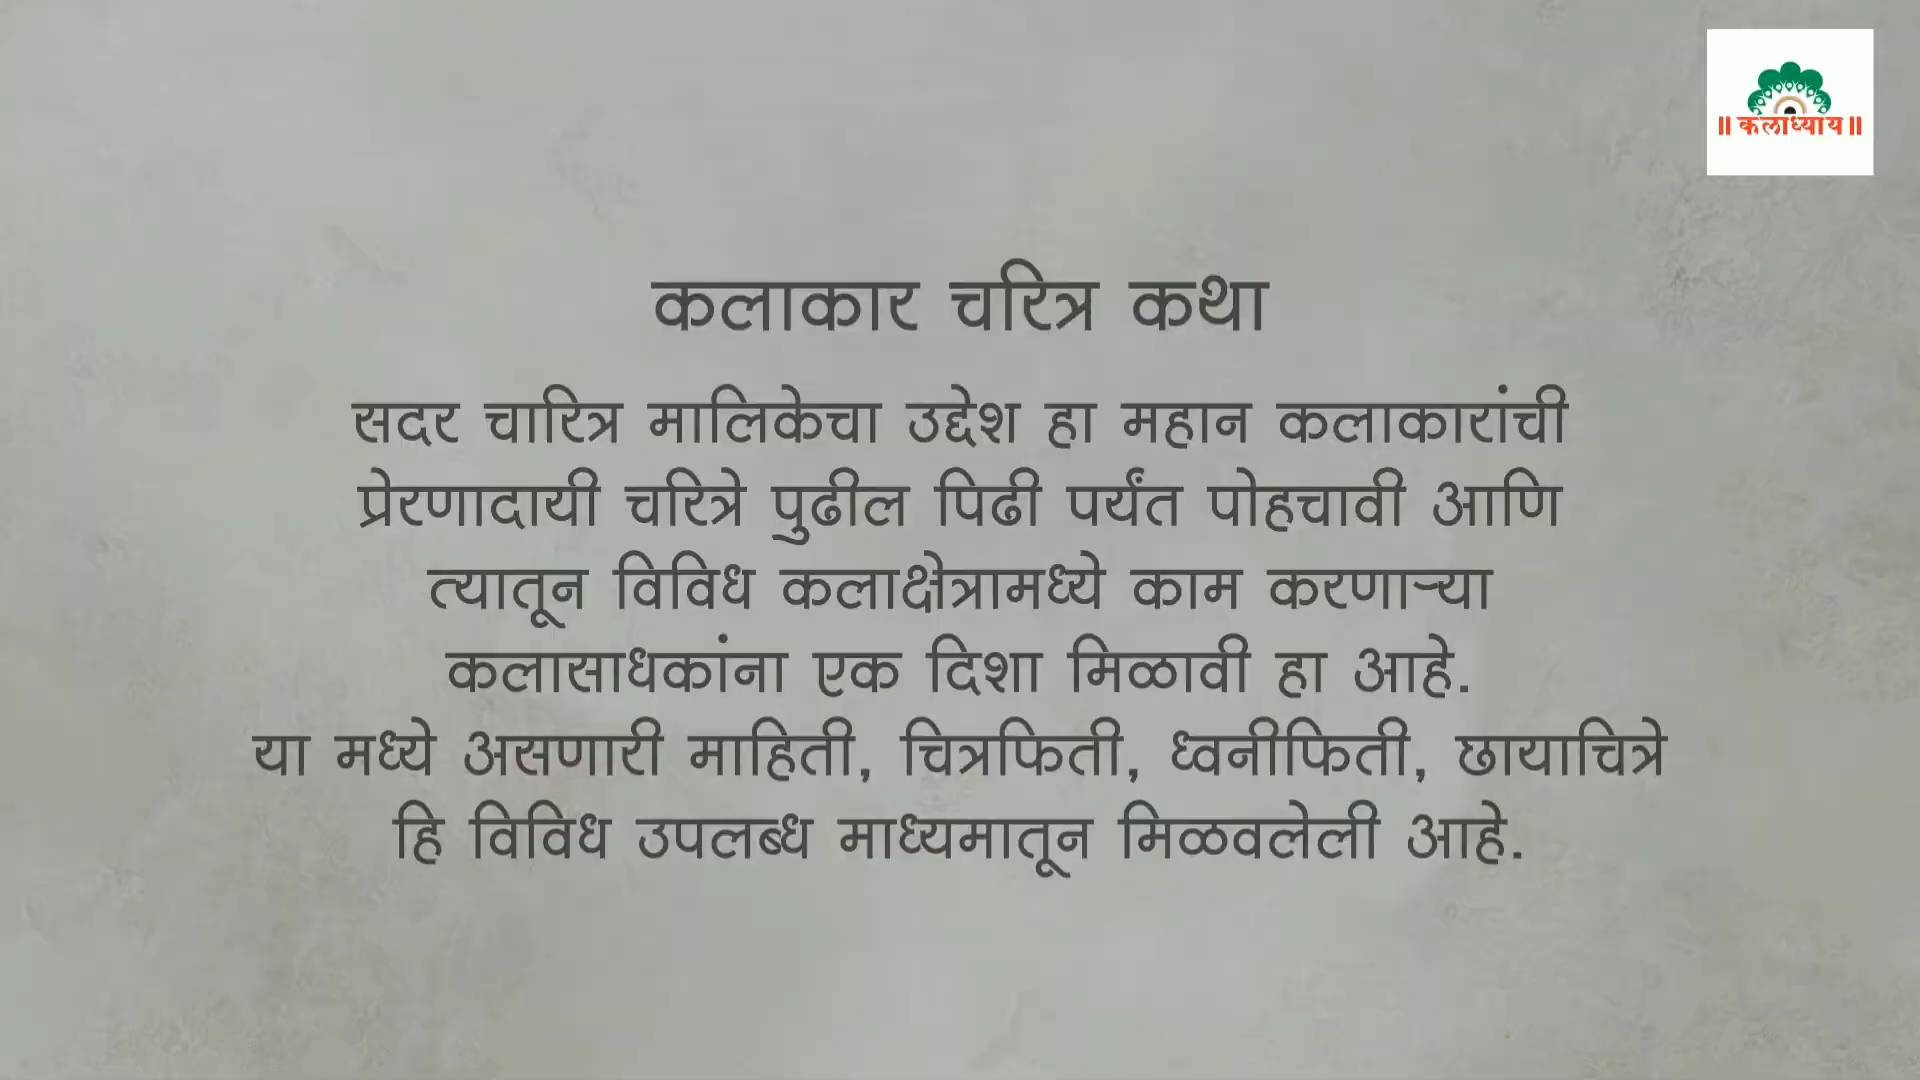 ॥ कलाध्याय ॥
कलाकार चरित्र कथा
सदर चारित्र मालिकेचा उद्देश हा महान कलाकारांची
प्रेरणादायी चरित्रे पुढील पिढी पर्यंत पोहचावी आणि
त्यातून विविध कलाक्षेत्रामध्ये काम करणाऱ्या
कलासाधकांना एक दिशा मिळावी हा आहे.
या मध्ये असणारी माहिती, चित्रफिती, ध्वनीफिती, छायाचित्रे
हि विविध उपलब्ध माध्यमातून मिळवलेली आहे.